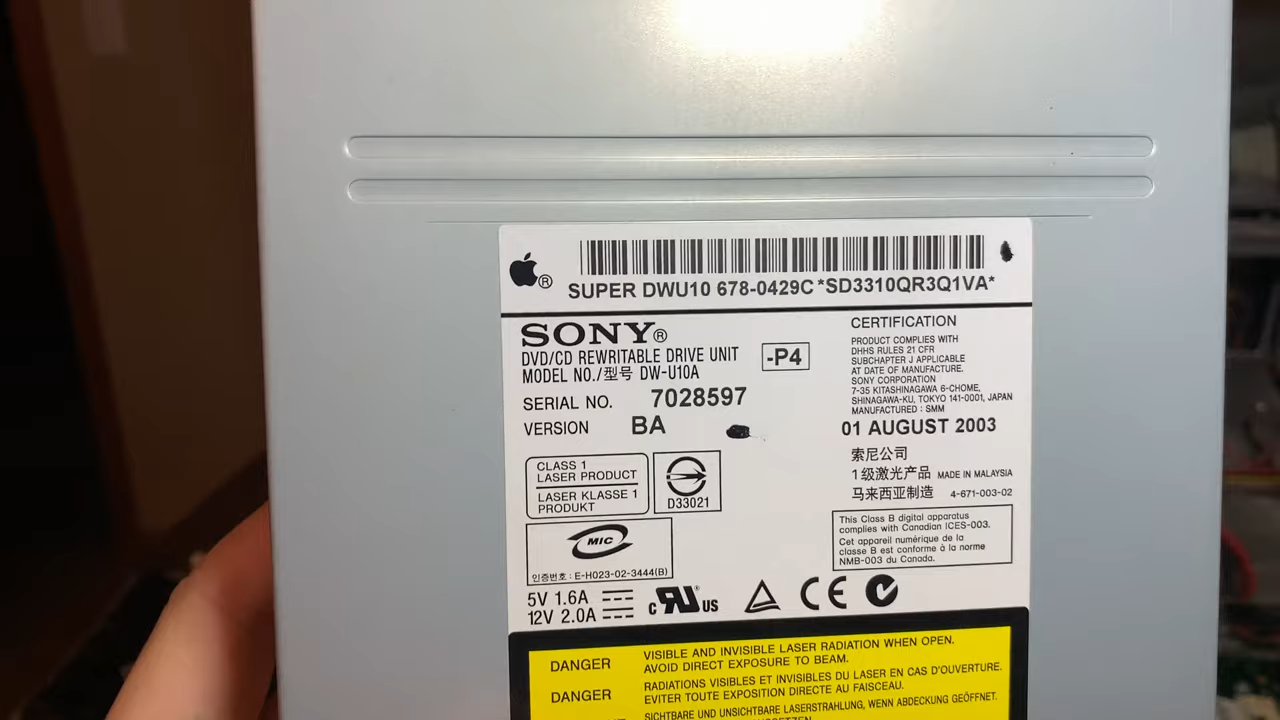 SUPER DWU10 678-0429C *SD3310QR3Q1VA*
SONY®
DVD/CD REWRITABLE DRIVE UNIT
MODEL NO./型号 DW-U10A
-P4
SERIAL NO. 7028597
VERSION BA
CERTIFICATION
PRODUCT COMPLIES WITH
DHHS RULES 21 CFR
SUBCHAPTER J APPLICABLE
AT DATE OF MANUFACTURE.
SONY CORPORATION
7-35 KITASHINAGAWA 6-CHOME,
SHINAGAWA-KU, TOKYO 141-0001, JAPAN
MANUFACTURED : SMM
01 AUGUST 2003
索尼公司
1级激光产品 MADE IN MALAYSIA
马来西亚制造 4-671-003-02
CLASS 1
LASER PRODUCT
LASER KLASSE 1
PRODUKT
D33021
MIC
인증번호 : E-H023-02-3444(B)
This Class B digital apparatus
complies with Canadian ICES-003.
Cet appareil numérique de la
classe B est conforme à la norme
NMB-003 du Canada.
5V 1.6A
12V 2.0A
c RU US
CE
DANGER VISIBLE AND INVISIBLE LASER RADIATION WHEN OPEN.
AVOID DIRECT EXPOSURE TO BEAM.
DANGER RADIATIONS VISIBLES ET INVISIBLES DU LASER EN CAS D'OUVERTURE.
EVITER TOUTE EXPOSITION DIRECTE AU FAISCEAU.
SICHTBARE UND UNSICHTBARE LASERSTRAHLUNG, WENN ABDECKUNG GEÖFFNET.